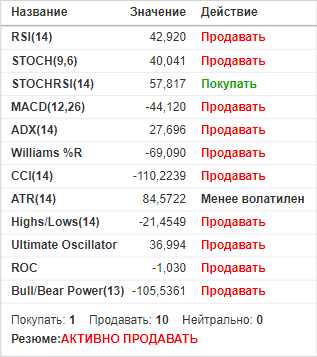 Название Значение Действие
RSI(14) 42,920 Продавать
STOCH(9,6) 40,041 Продавать
STOCHRSI(14) 57,817 Покупать
MACD(12,26) -44,120 Продавать
ADX(14) 27,696 Продавать
Williams %R -69,090 Продавать
CCI(14) -110,2239 Продавать
ATR(14) 84,5722 Менее волатилен
Highs/Lows(14) -21,4549 Продавать
Ultimate Oscillator 36,994 Продавать
ROC -1,030 Продавать
Bull/Bear Power(13) -105,5361 Продавать
Покупать: 1 Продавать: 10 Нейтрально: 0
Резюме:АКТИВНО ПРОДАВАТЬ